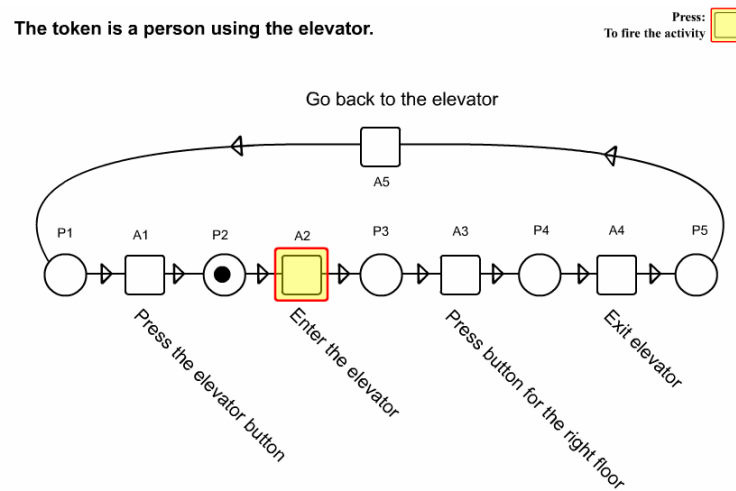 The token is a person using the elevator.
Press:
To fire the activity
Go back to the elevator
A5
P1
A1
P2
A2
P3
A3
P4
A4
P5
Press the elevator button
Enter the elevator
Press button for the right floor
Exit elevator